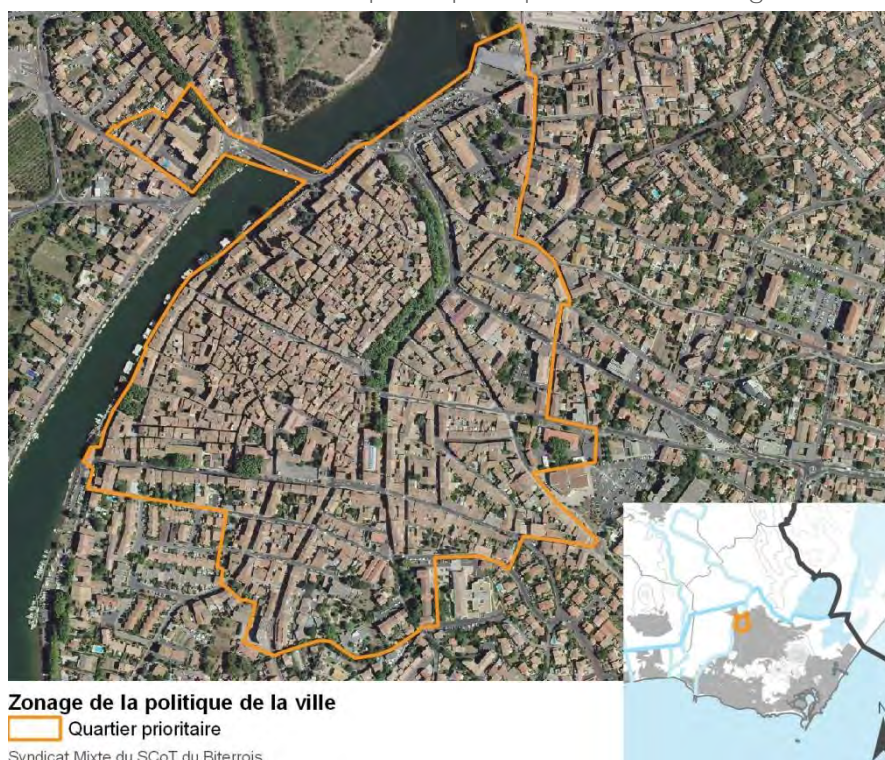 Zonage de la politique de la ville
Quartier prioritaire
N
Syndicat Mixte du SCoT du Biterrois